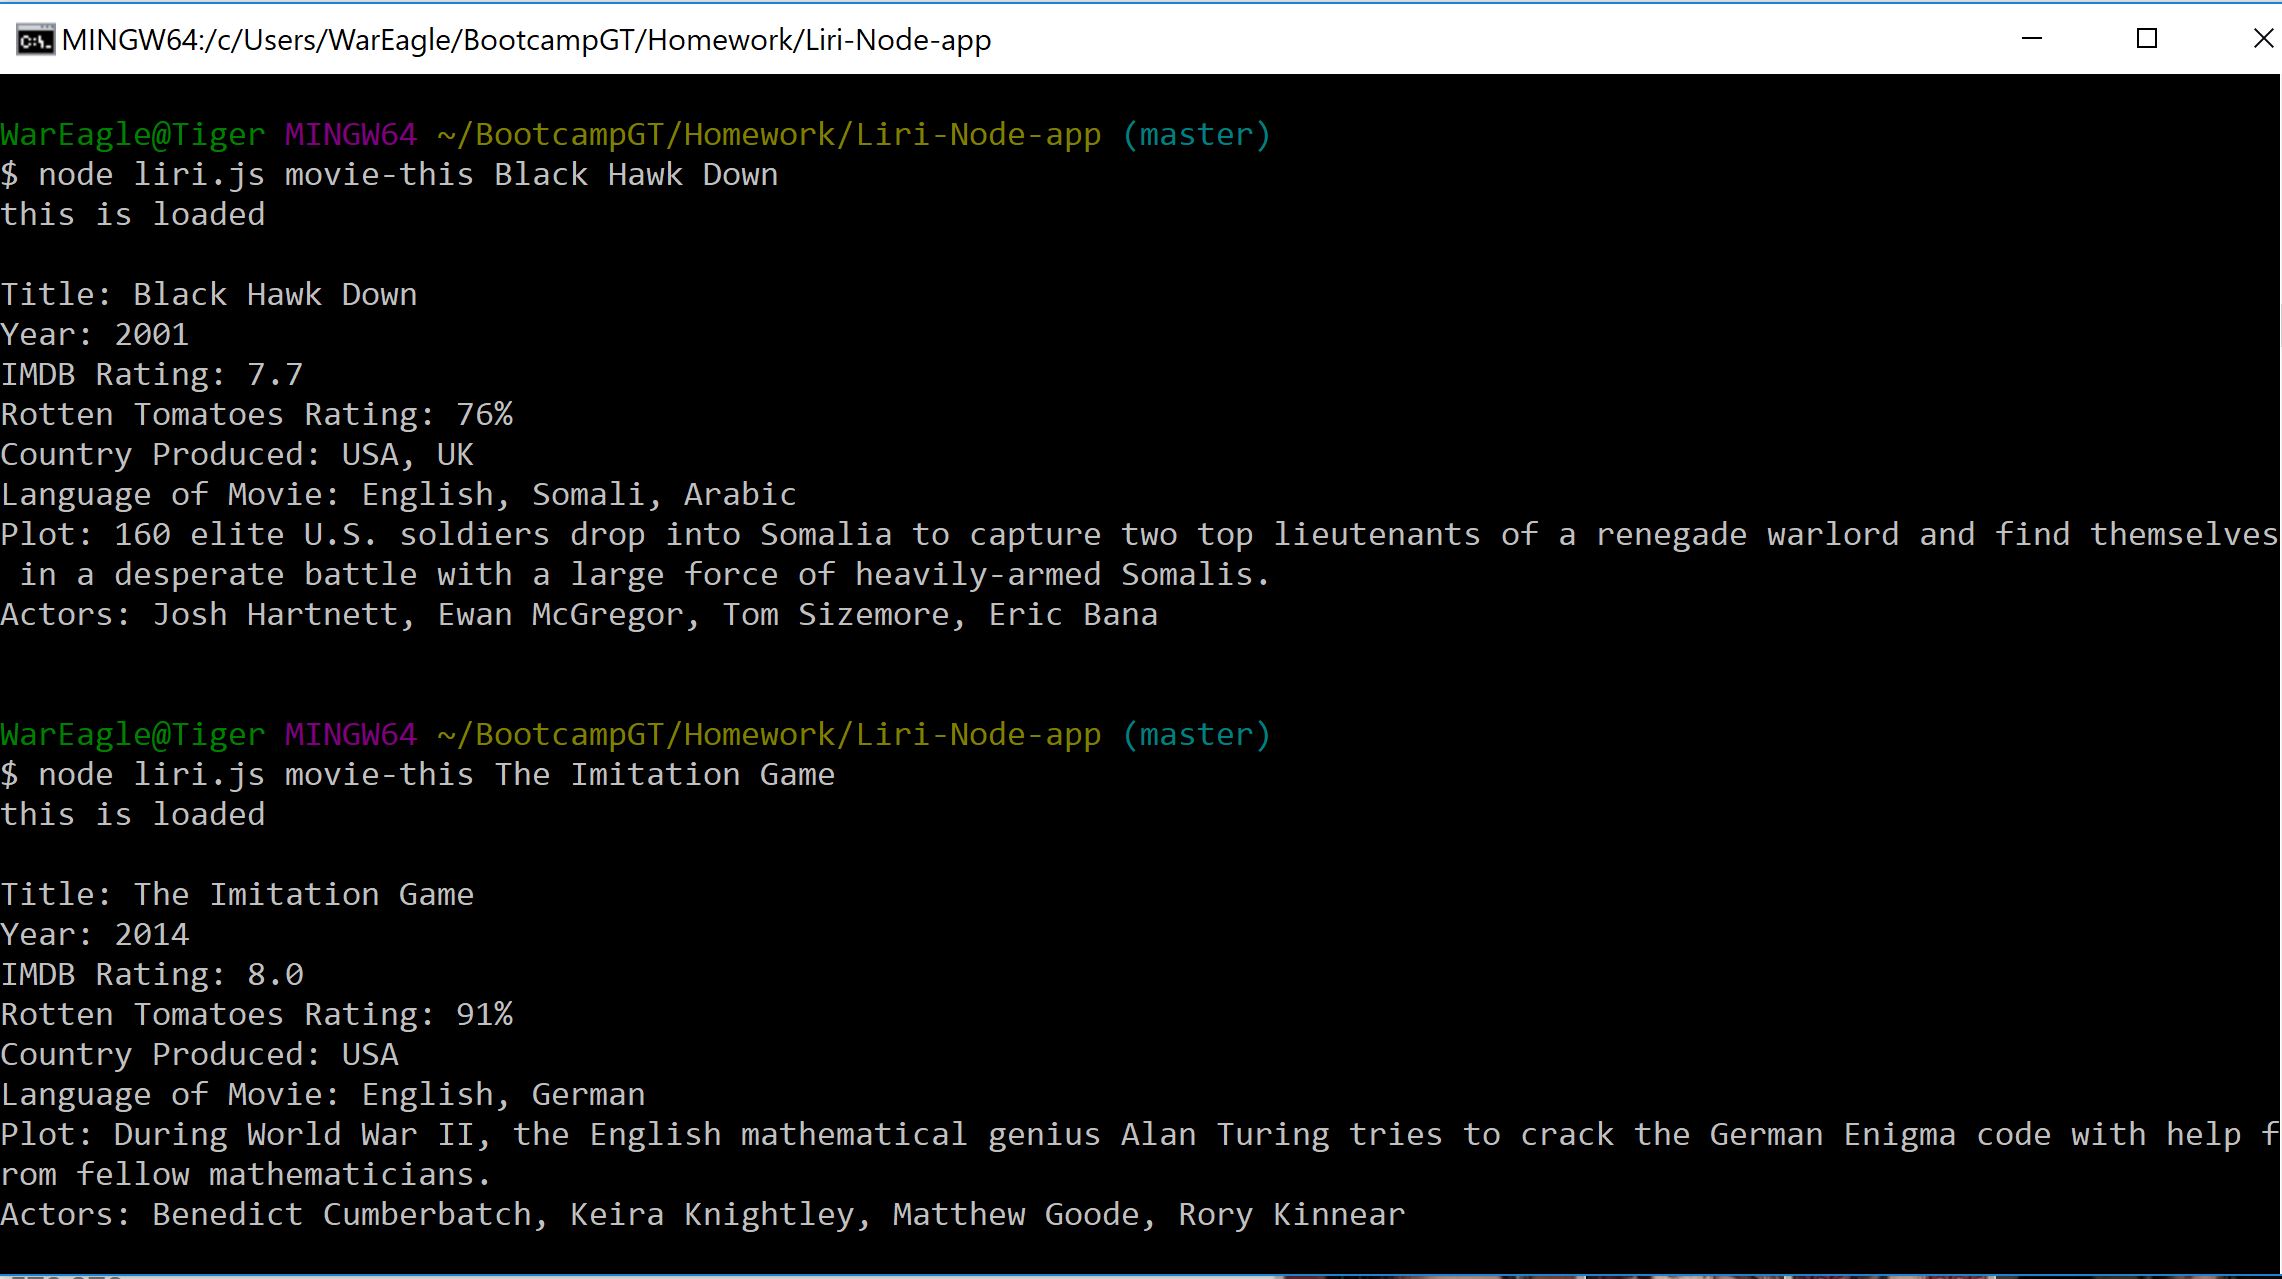 MINGW64:/c/Users/WarEagle/BootcampGT/Homework/Liri-Node-app
WarEagle@Tiger MINGW64 ~/BootcampGT/Homework/Liri-Node-app (master)
$ node liri.js movie-this Black Hawk Down
this is loaded
Title: Black Hawk Down
Year: 2001
IMDB Rating: 7.7
Rotten Tomatoes Rating: 76%
Country Produced: USA, UK
Language of Movie: English, Somali, Arabic
Plot: 160 elite U.S. soldiers drop into Somalia to capture two top lieutenants of a renegade warlord and find themselves
 in a desperate battle with a large force of heavily-armed Somalis.
Actors: Josh Hartnett, Ewan McGregor, Tom Sizemore, Eric Bana
WarEagle@Tiger MINGW64 ~/BootcampGT/Homework/Liri-Node-app (master)
$ node liri.js movie-this The Imitation Game
this is loaded
Title: The Imitation Game
Year: 2014
IMDB Rating: 8.0
Rotten Tomatoes Rating: 91%
Country Produced: USA
Language of Movie: English, German
Plot: During World War II, the English mathematical genius Alan Turing tries to crack the German Enigma code with help f
rom fellow mathematicians.
Actors: Benedict Cumberbatch, Keira Knightley, Matthew Goode, Rory Kinnear